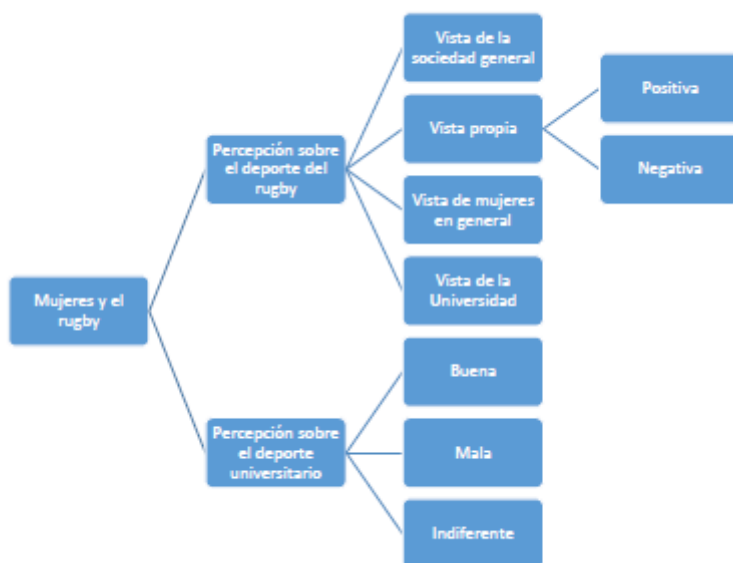 Mujeres y el
rugby
Percepción sobre
el deporte del
rugby
Vista de la
sociedad general
Vista propia
Positiva
Negativa
Vista de mujeres
en general
Vista de la
Universidad
Percepción sobre
el deporte
universitario
Buena
Mala
Indiferente